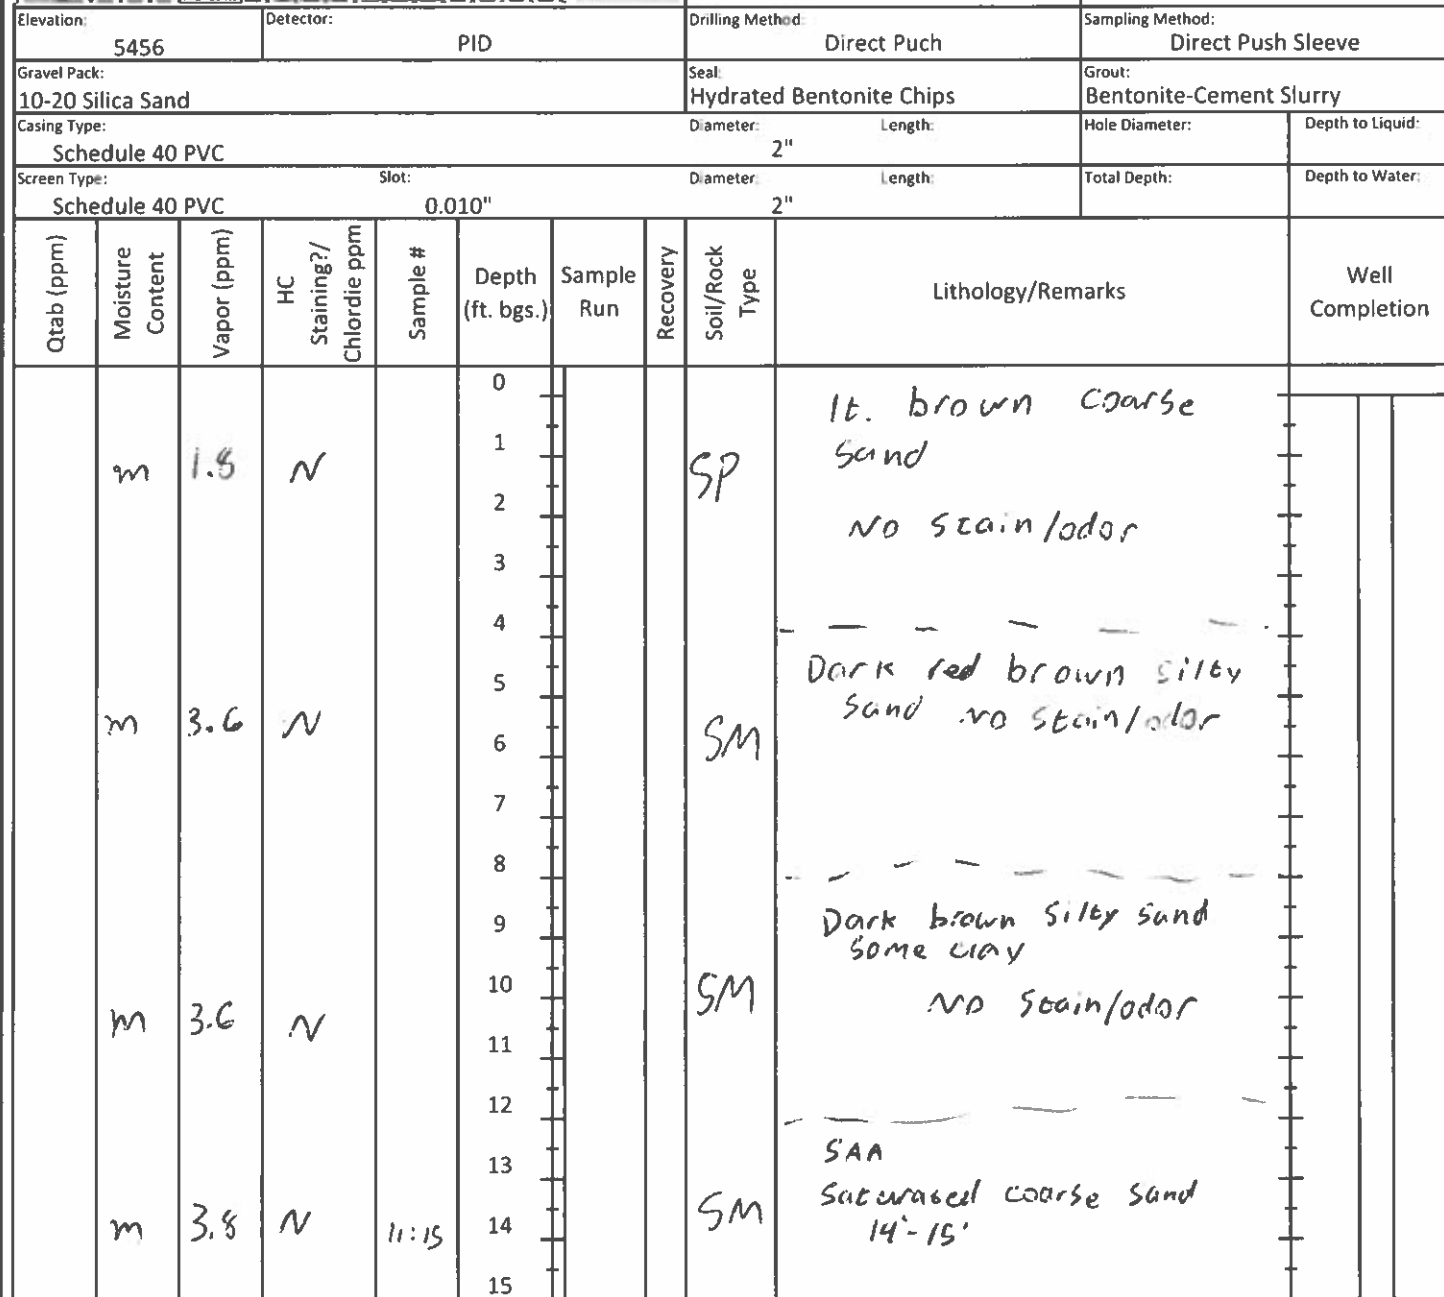 Elevation: Detector: Drilling Method: Sampling Method:
5456 PID Direct Puch Direct Push Sleeve
Gravel Pack: Seal: Grout:
10-20 Silica Sand Hydrated Bentonite Chips Bentonite-Cement Slurry
Casing Type: Diameter: Length: Hole Diameter: Depth to Liquid:
Schedule 40 PVC 2"
Screen Type: Slot: Diameter: Length: Total Depth: Depth to Water:
Schedule 40 PVC 0.010" 2"
Qtab (ppm) Moisture Content Vapor (ppm) HC Staining?/ Chlordie ppm Sample # Depth (ft. bgs.) Sample Run Recovery Soil/Rock Type Lithology/Remarks Well Completion
0 lt. brown coarse
1 sand
m 1.8 N SP
2 No stain/odor
3
4
5 Dark red brown silty
m 3.6 N sand No stain/odor
6 SM
7
8
9 Dark brown silty sand
some clay
10 SM No stain/odor
m 3.6 N
11
12
13 SAA
Saturated coarse sand
m 3.8 N 11:15 14 SM 14'-15'
15